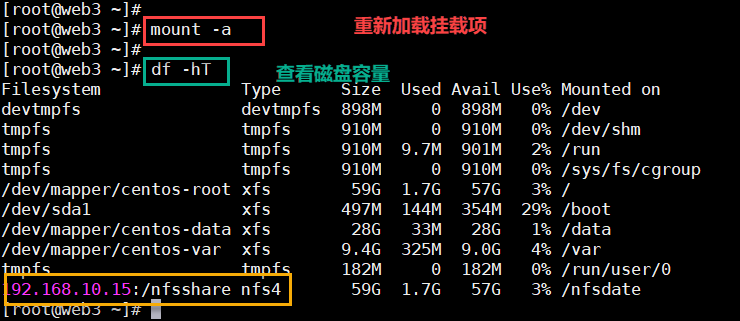 [root@web3 ~]#
[root@web3 ~]# mount -a 重新加载挂载项
[root@web3 ~]#
[root@web3 ~]# df -hT 查看磁盘容量
Filesystem Type Size Used Avail Use% Mounted on
devtmpfs devtmpfs 898M 0 898M 0% /dev
tmpfs tmpfs 910M 0 910M 0% /dev/shm
tmpfs tmpfs 910M 9.7M 901M 2% /run
tmpfs tmpfs 910M 0 910M 0% /sys/fs/cgroup
/dev/mapper/centos-root xfs 59G 1.7G 57G 3% /
/dev/sda1 xfs 497M 144M 354M 29% /boot
/dev/mapper/centos-data xfs 28G 33M 28G 1% /data
/dev/mapper/centos-var xfs 9.4G 325M 9.0G 4% /var
tmpfs tmpfs 182M 0 182M 0% /run/user/0
192.168.10.15:/nfsshare nfs4 59G 1.7G 57G 3% /nfsdate
[root@web3 ~]#